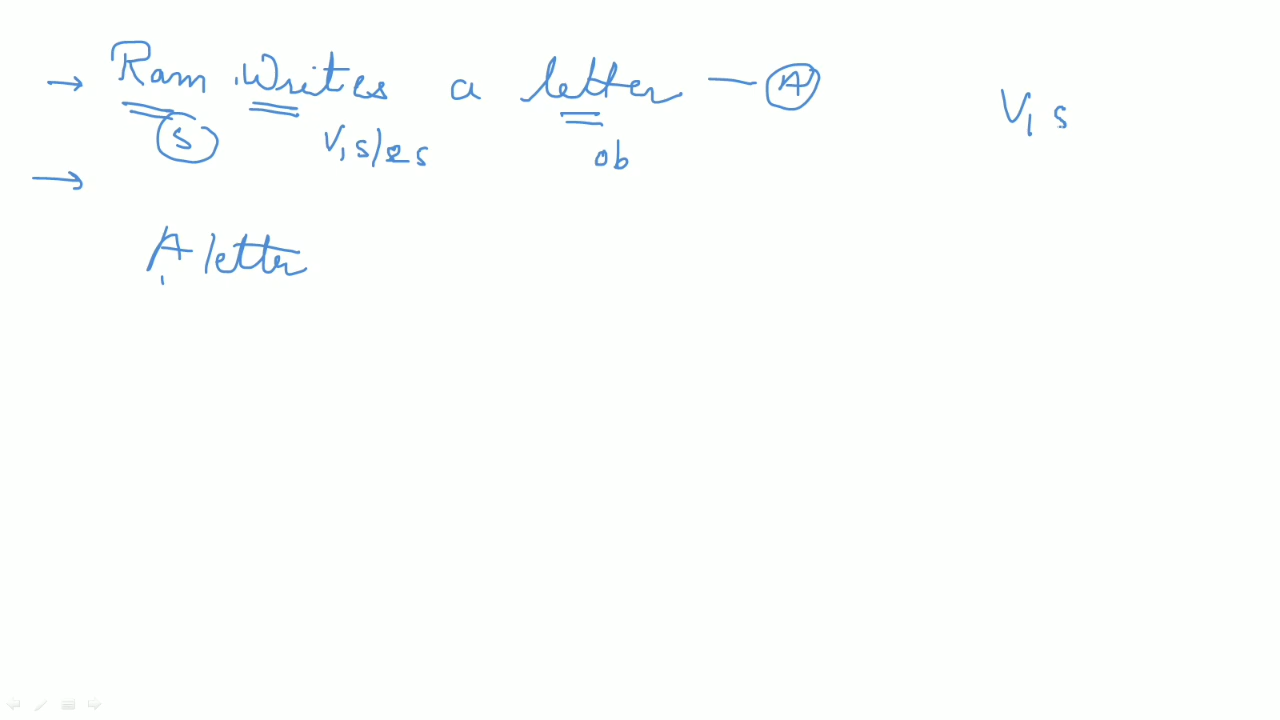 → Ram writes a letter — A
S V1 s/es ob
V1 s
→
A letter